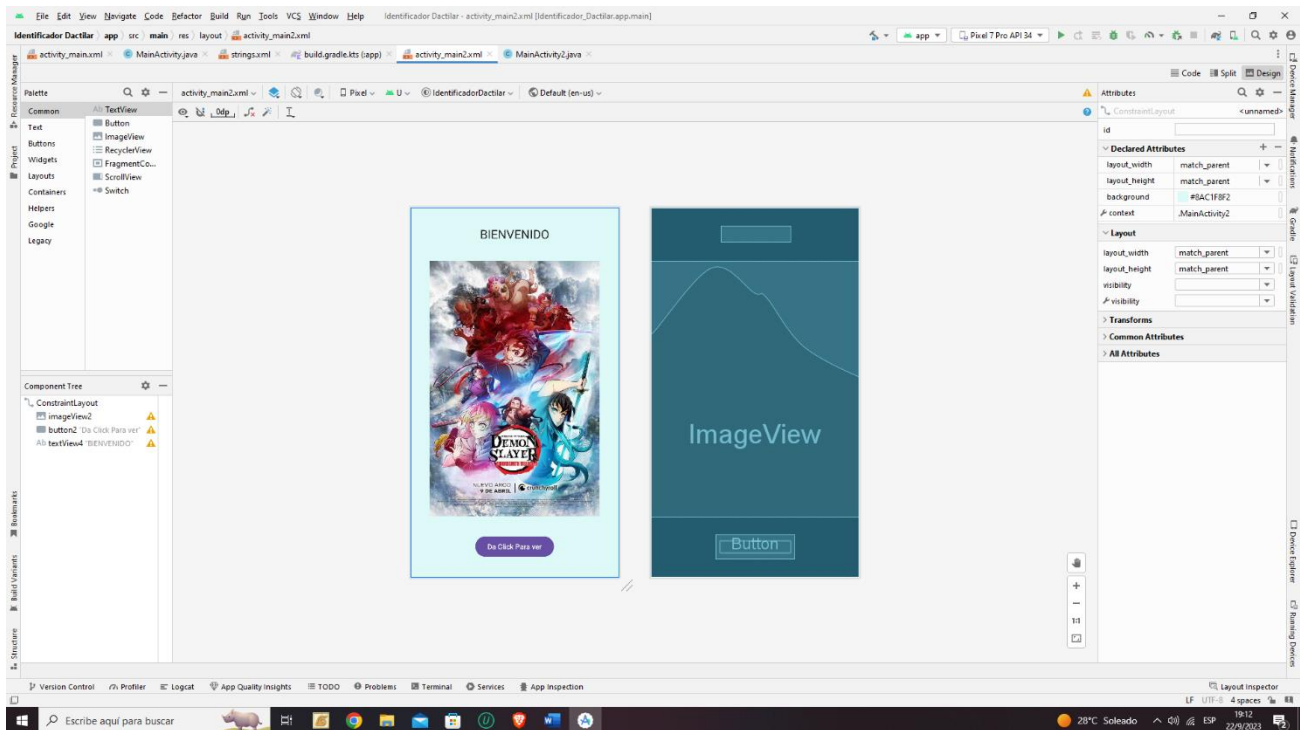 File Edit View Navigate Code Refactor Build Run Tools VCS Window Help Identificador Dactilar - activity_main2.xml [Identificador_Dactilar.app.main]
Identificador Dactilar app src main res layout activity_main2.xml
app Pixel 7 Pro API 34
activity_main.xml MainActivity.java strings.xml build.gradle.kts (:app) activity_main2.xml MainActivity2.java
Code Split Design
Resource Manager
Project
Bookmarks
Build Variants
Structure
Palette
Common
Text
Buttons
Widgets
Layouts
Containers
Helpers
Google
Legacy
Ab TextView
Button
ImageView
RecyclerView
FragmentCo...
ScrollView
Switch
activity_main2.xml Pixel U IdentificadorDactilar Default (en-us)
0dp
Component Tree
ConstraintLayout
imageView2
button2 "Da Click Para ver"
Ab textView4 "BIENVENIDO"
BIENVENIDO
DEMON
SLAYER
NUEVO ARCO
9 DE ABRIL crunchyroll
Da Click Para ver
ImageView
Button
1:1
Attributes
ConstraintLayout <unnamed>
id
Declared Attributes
layout_width match_parent
layout_height match_parent
background #8AC1F8F2
context .MainActivity2
Layout
layout_width match_parent
layout_height match_parent
visibility
visibility
Transforms
Common Attributes
All Attributes
Device Manager
Notifications
Gradle
Layout Validation
Device Explorer
Running Devices
Version Control Profiler Logcat App Quality Insights TODO Problems Terminal Services App Inspection Layout Inspector
LF UTF-8 4 spaces
Escribe aquí para buscar
28°C Soleado ESP 19:12
22/9/2023